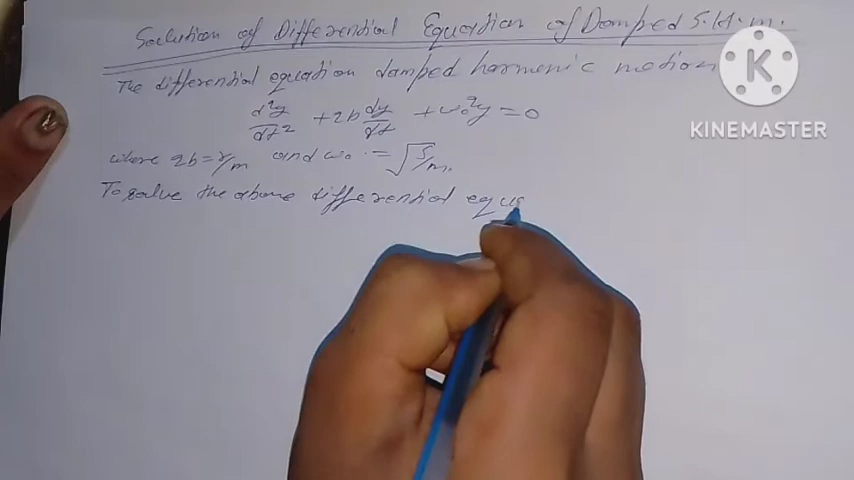 Solution of Differential Equation of Damped S.H.M.
The differential equation damped harmonic motion
d²y/dt² + 2b dy/dt + ω₀²y = 0
where 2b = r/m and ω₀ = √s/m.
To solve the above differential equa
K
KINEMASTER